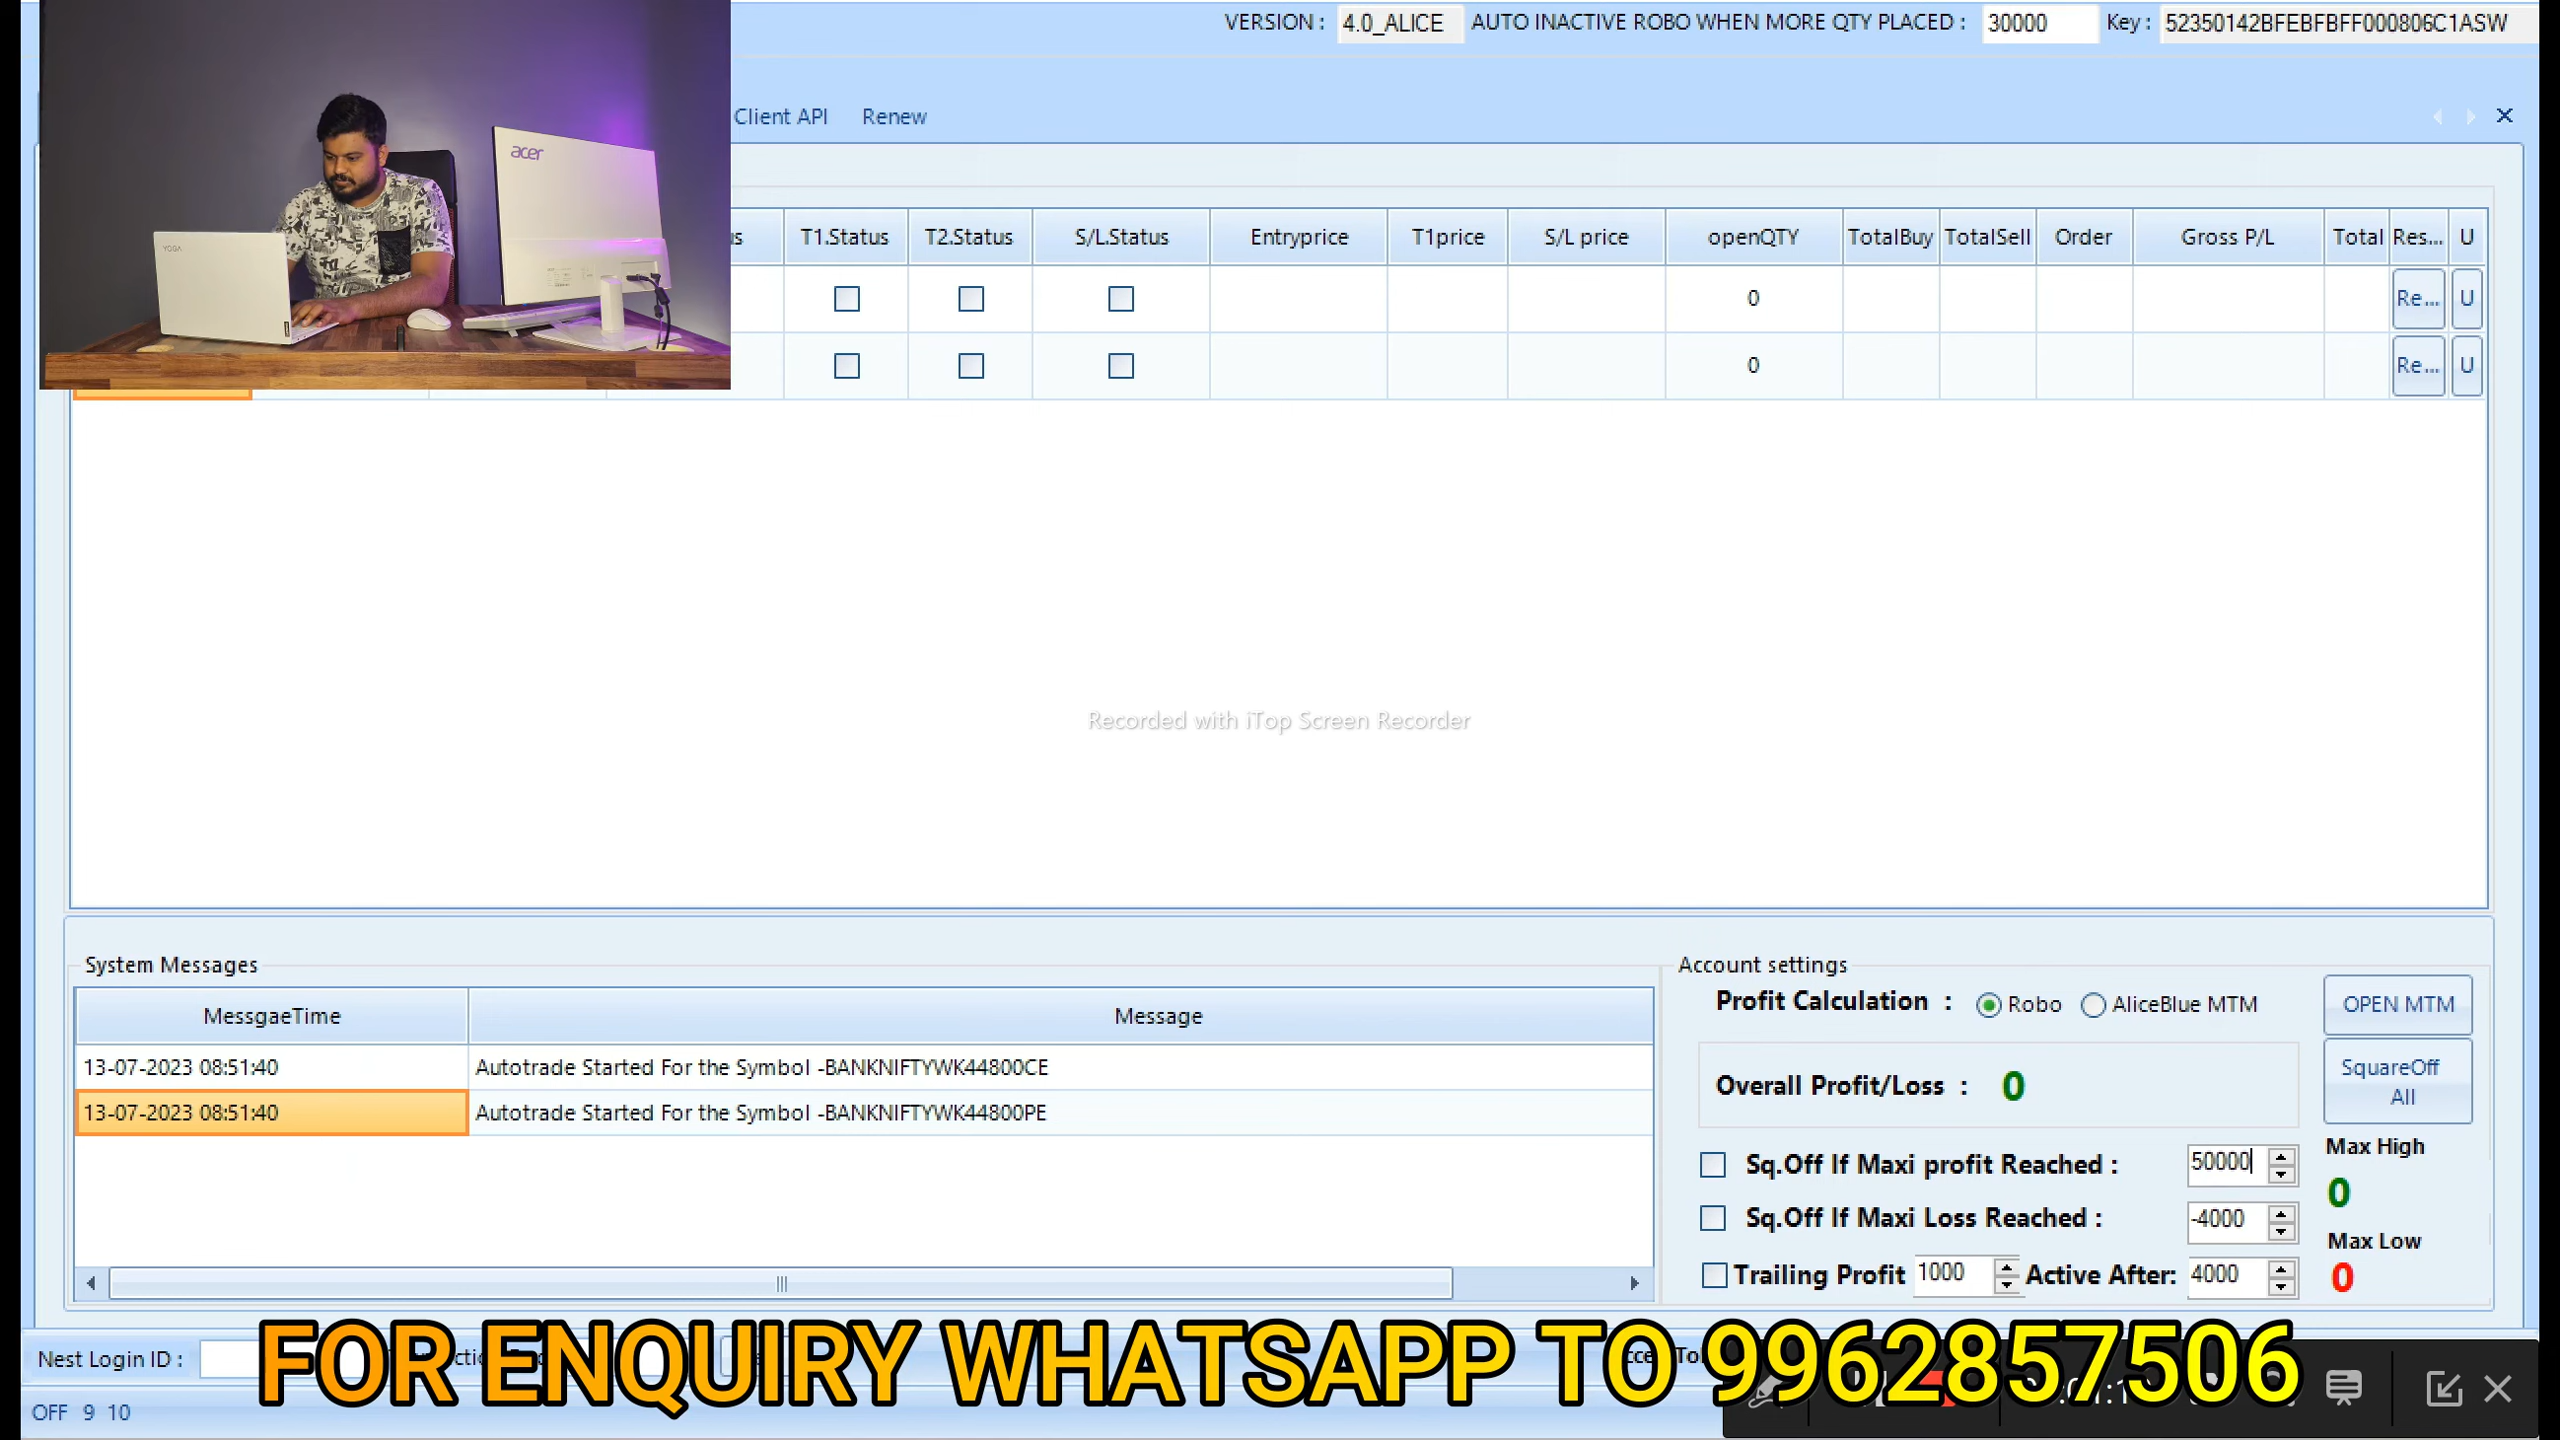 VERSION : 4.0_ALICE AUTO INACTIVE ROBO WHEN MORE QTY PLACED : 30000 Key : 52350142BFEBFBFF000806C1ASW
acer
YOGA
Client API Renew
us T1.Status T2.Status S/L.Status Entryprice T1price S/L price openQTY TotalBuy TotalSell Order Gross P/L Total Res... U
0 Re... U
0 Re... U
Recorded with iTop Screen Recorder
System Messages
MessgaeTime Message
13-07-2023 08:51:40 Autotrade Started For the Symbol -BANKNIFTYWK44800CE
13-07-2023 08:51:40 Autotrade Started For the Symbol -BANKNIFTYWK44800PE
Account settings
Profit Calculation : Robo AliceBlue MTM OPEN MTM
Overall Profit/Loss : 0
SquareOff
All
Sq.Off If Maxi profit Reached : 50000
Max High
0
Sq.Off If Maxi Loss Reached : -4000
Max Low
0
Trailing Profit 1000 Active After: 4000
Nest Login ID :
FOR ENQUIRY WHATSAPP TO 9962857506
OFF 9 10